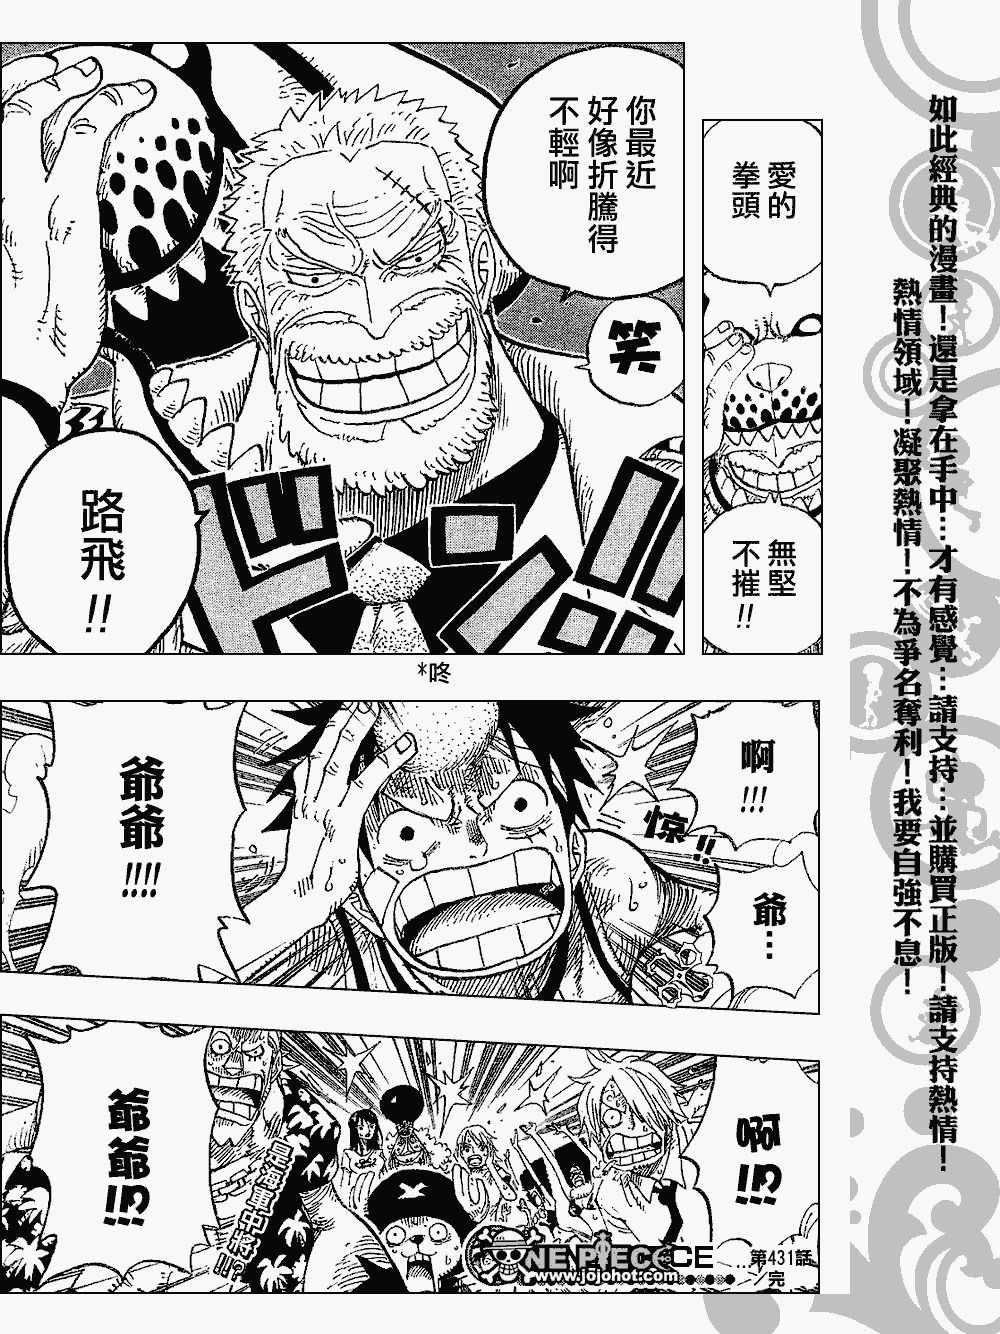 愛的
拳頭
無堅
不摧!!
你最近
好像折騰得
不輕啊
笑
路飛!!
ドドン!!
*咚
啊!!!
惊!!
爺…
爺爺!!!!
啊!?
是海軍中將!!?
爺爺!!?
ONE PIECE
www.jojohot.com
...第431話／完
如此經典的漫畫！還是拿在手中…才有感覺…請支持…並購買正版！請支持熱情！
熱情領域！凝聚熱情！不為爭名奪利！我要自強不息！